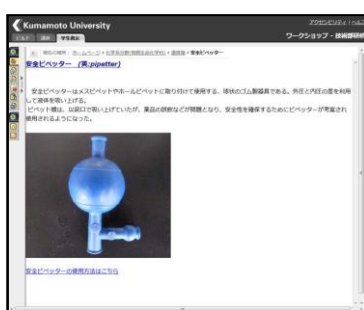 Kumamoto University
ワークショップ - 技術部研修
安全ピペッター (英:pipetter)
安全ピペッターはメスピペットやホールピペットに取り付けて使用する、球状のゴム製器具である。外圧と内圧の差を利用
して液体を吸い上げる。
ピペット類は、以前口で吸い上げていたが、薬品の誤飲などが問題となり、安全性を確保するためにピペッターが考案され
使用されるようになった。
安全ピペッターの使用方法はこちら